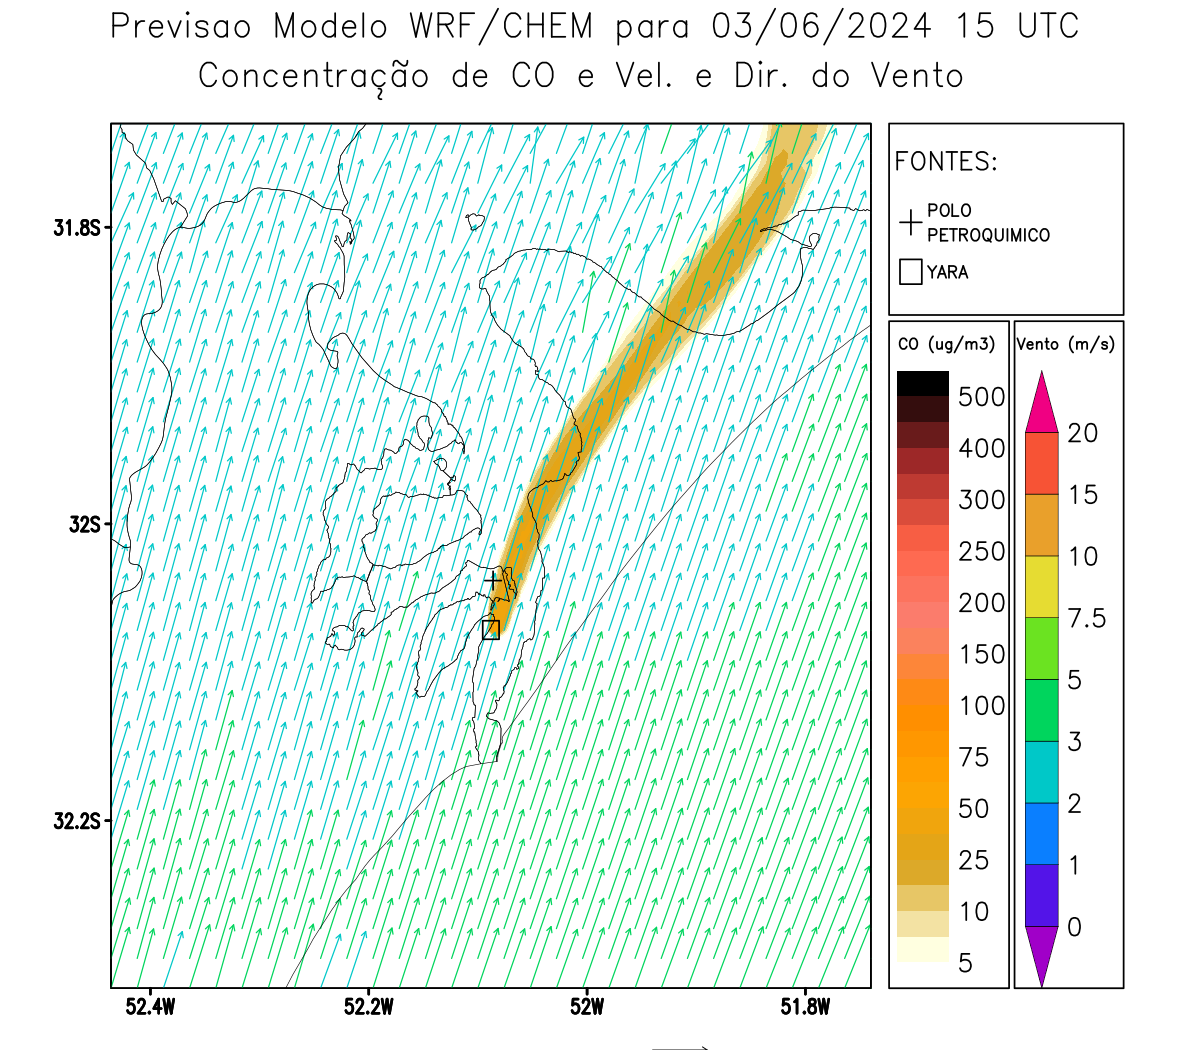 Previsao Modelo WRF/CHEM para 03/06/2024 15 UTC
Concentração de CO e Vel. e Dir. do Vento
31.8S
32S
32.2S
52.4W
52.2W
52W
51.8W
FONTES:
POLO
PETROQUIMICO
YARA
CO (ug/m3)
500
400
300
250
200
150
100
75
50
25
10
5
Vento (m/s)
20
15
10
7.5
5
3
2
1
0